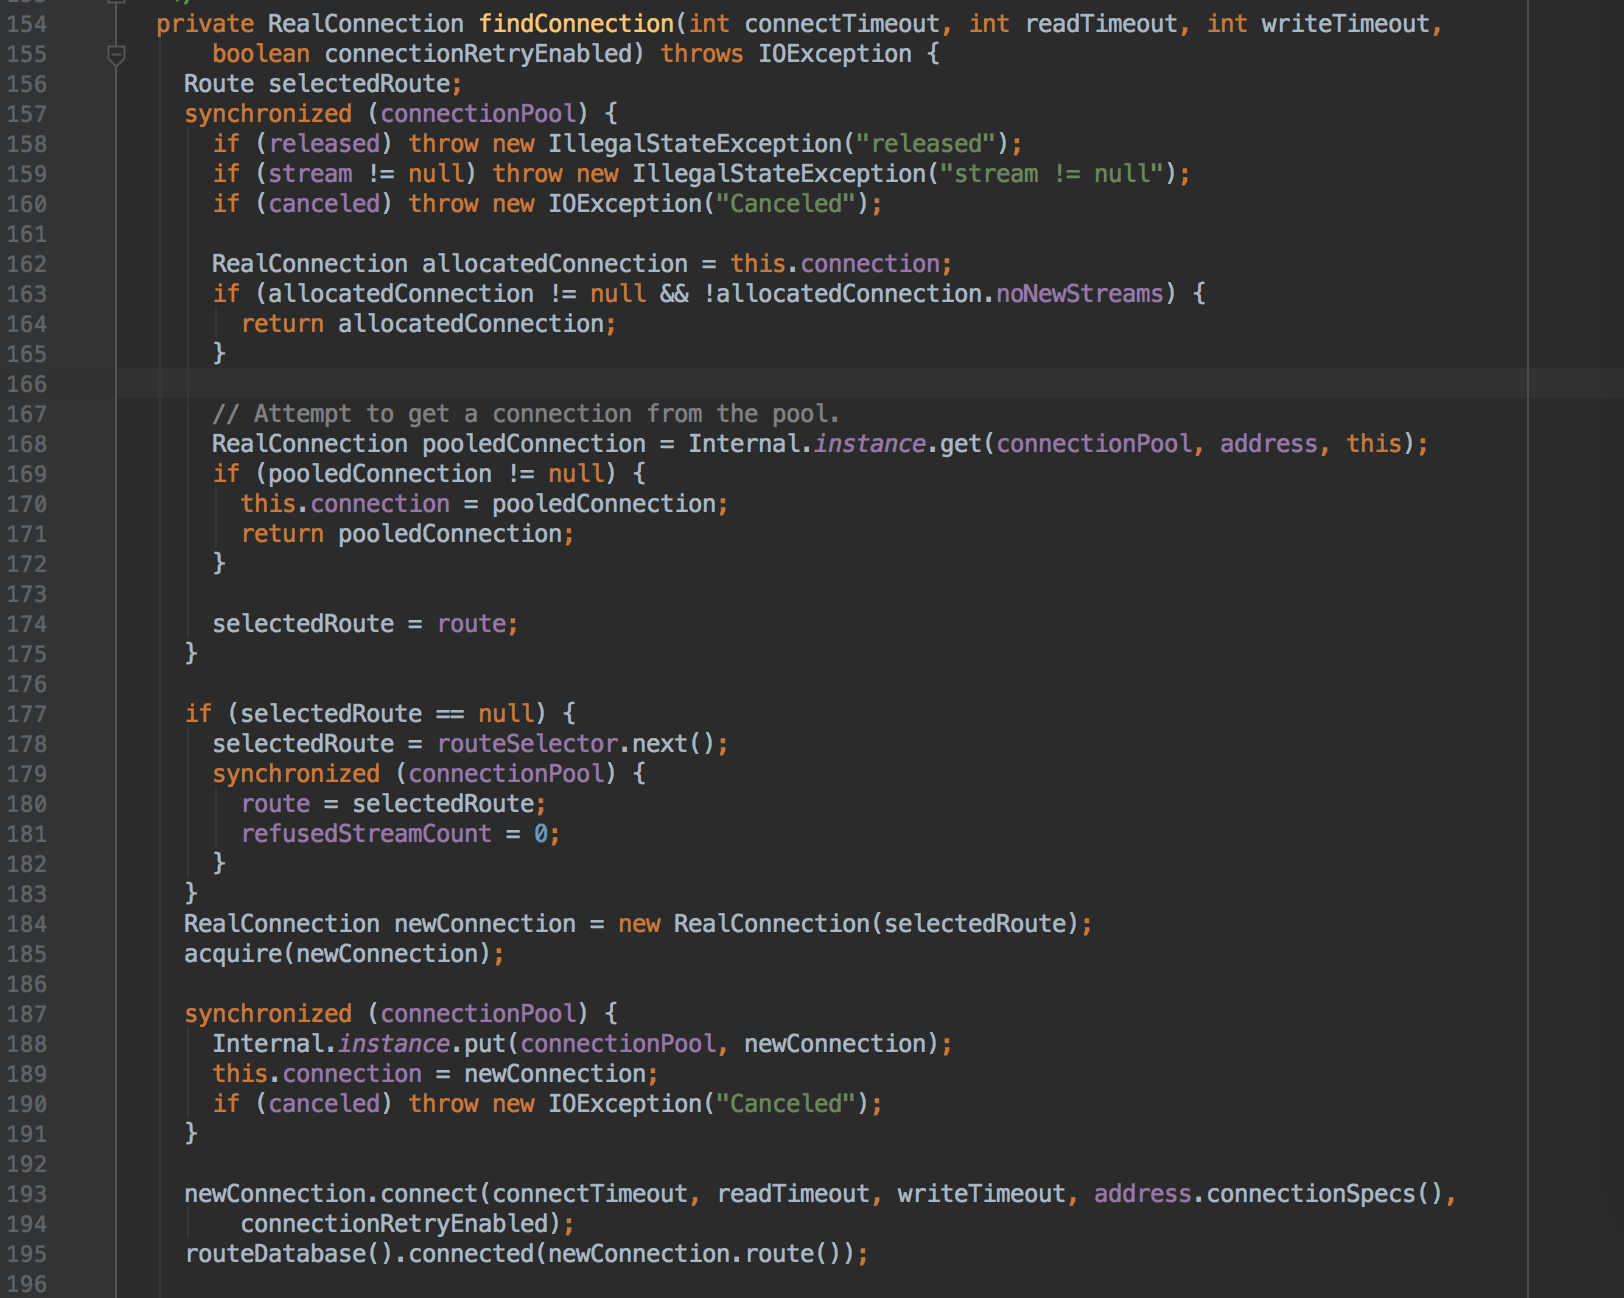 154 private RealConnection findConnection(int connectTimeout, int readTimeout, int writeTimeout,
155 boolean connectionRetryEnabled) throws IOException {
156 Route selectedRoute;
157 synchronized (connectionPool) {
158 if (released) throw new IllegalStateException("released");
159 if (stream != null) throw new IllegalStateException("stream != null");
160 if (canceled) throw new IOException("Canceled");
161
162 RealConnection allocatedConnection = this.connection;
163 if (allocatedConnection != null && !allocatedConnection.noNewStreams) {
164 return allocatedConnection;
165 }
166
167 // Attempt to get a connection from the pool.
168 RealConnection pooledConnection = Internal.instance.get(connectionPool, address, this);
169 if (pooledConnection != null) {
170 this.connection = pooledConnection;
171 return pooledConnection;
172 }
173
174 selectedRoute = route;
175 }
176
177 if (selectedRoute == null) {
178 selectedRoute = routeSelector.next();
179 synchronized (connectionPool) {
180 route = selectedRoute;
181 refusedStreamCount = 0;
182 }
183 }
184 RealConnection newConnection = new RealConnection(selectedRoute);
185 acquire(newConnection);
186
187 synchronized (connectionPool) {
188 Internal.instance.put(connectionPool, newConnection);
189 this.connection = newConnection;
190 if (canceled) throw new IOException("Canceled");
191 }
192
193 newConnection.connect(connectTimeout, readTimeout, writeTimeout, address.connectionSpecs(),
194 connectionRetryEnabled);
195 routeDatabase().connected(newConnection.route());
196